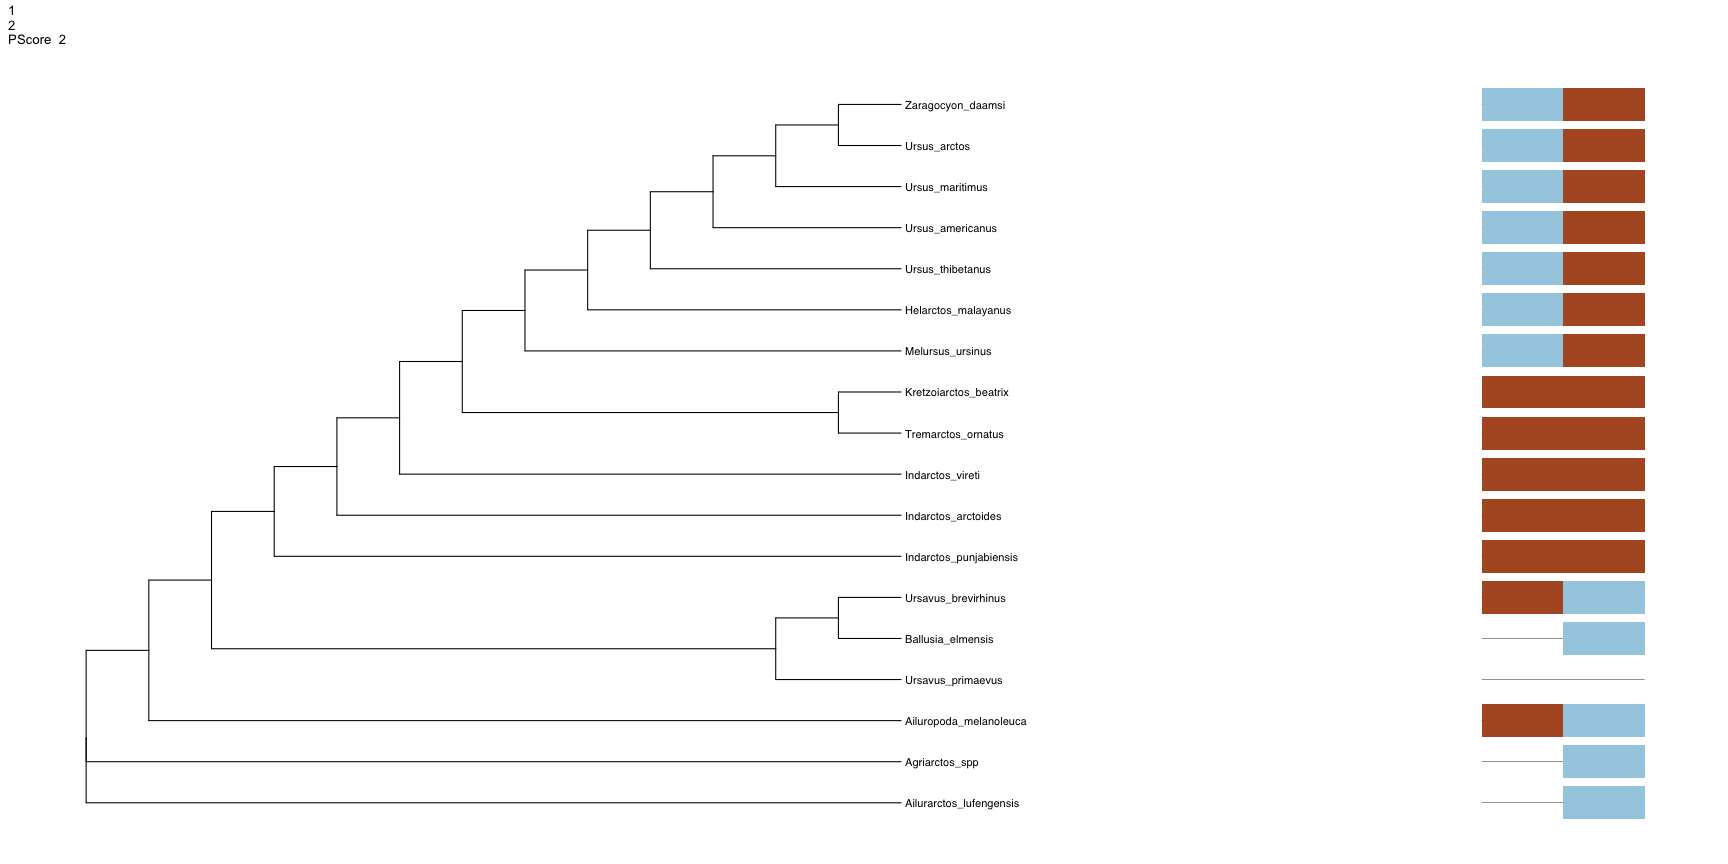 1
2
PScore 2
Zaragocyon_daamsi
Ursus_arctos
Ursus_maritimus
Ursus_americanus
Ursus_thibetanus
Helarctos_malayanus
Melursus_ursinus
Kretzoiarctos_beatrix
Tremarctos_ornatus
Indarctos_vireti
Indarctos_arctoides
Indarctos_punjabiensis
Ursavus_brevirhinus
Ballusia_elmensis
Ursavus_primaevus
Ailuropoda_melanoleuca
Agriarctos_spp
Ailurarctos_lufengensis